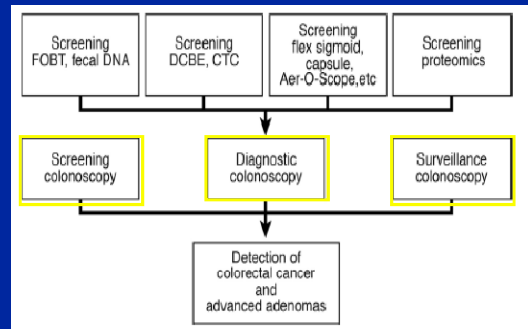 Screening
FOBT, fecal DNA
Screening
DCBE, CTC
Screening
flex sigmoid,
capsule,
Aer-O-Scope,etc
Screening
proteomics
Screening
colonoscopy
Diagnostic
colonoscopy
Surveillance
colonoscopy
Detection of
colorectal cancer
and
advanced adenomas